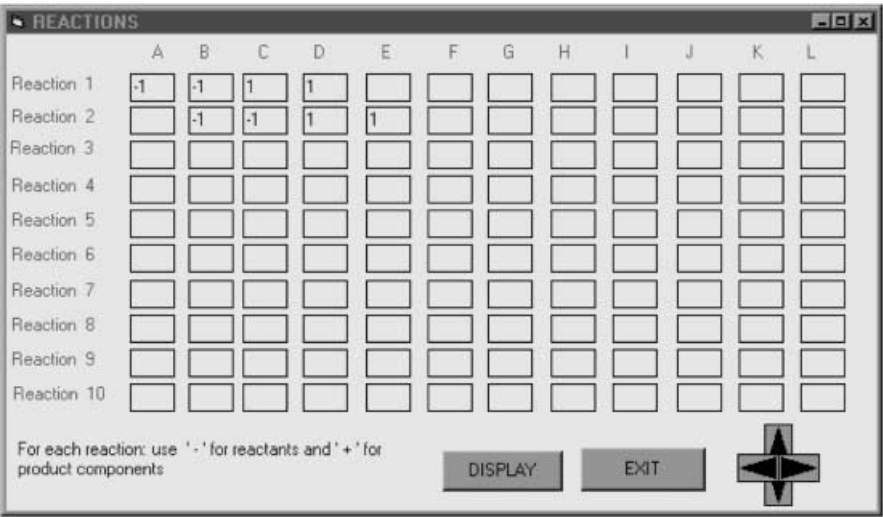 REACTIONS
A B C D E F G H I J K L
Reaction 1 -1 -1 1 1
Reaction 2 -1 -1 1 1
Reaction 3
Reaction 4
Reaction 5
Reaction 6
Reaction 7
Reaction 8
Reaction 9
Reaction 10
For each reaction: use ' - ' for reactants and ' + ' for
product components
DISPLAY EXIT